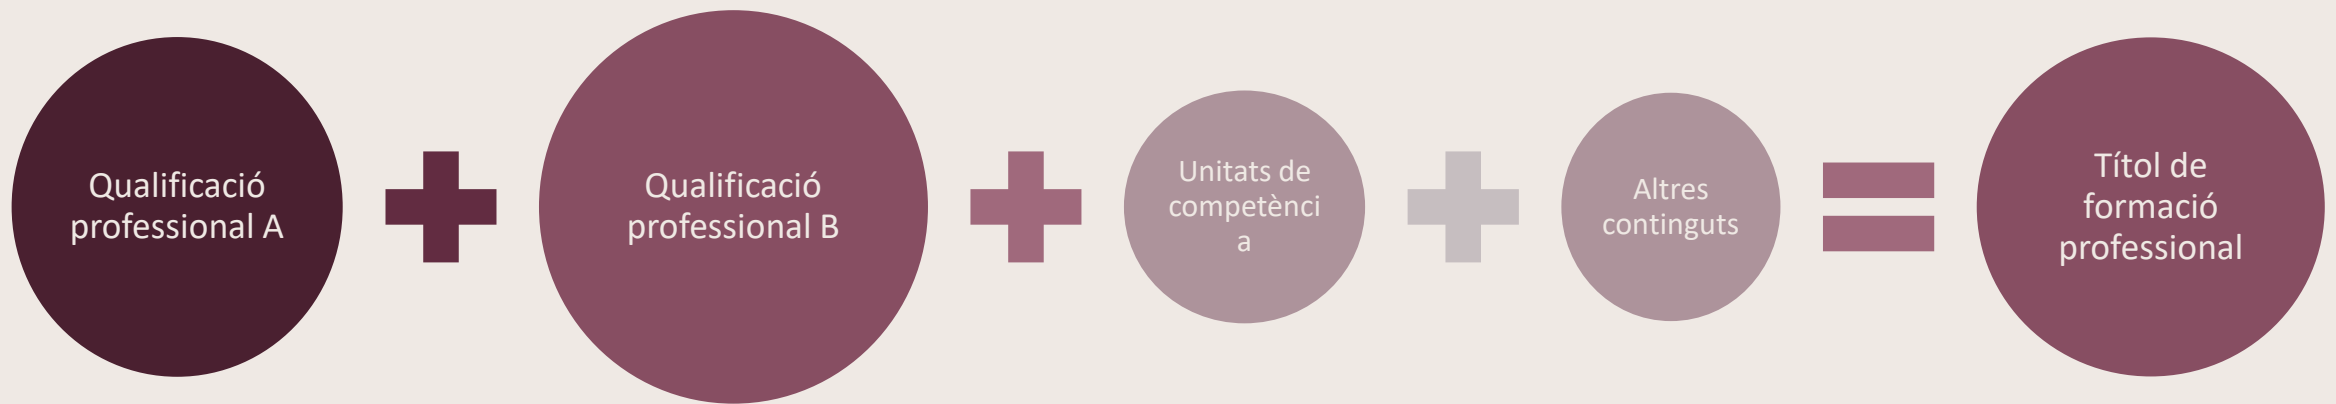 Qualificació
professional A
Qualificació
professional B
Unitats de
competènci
a
Altres
continguts
Títol de
formació
professional